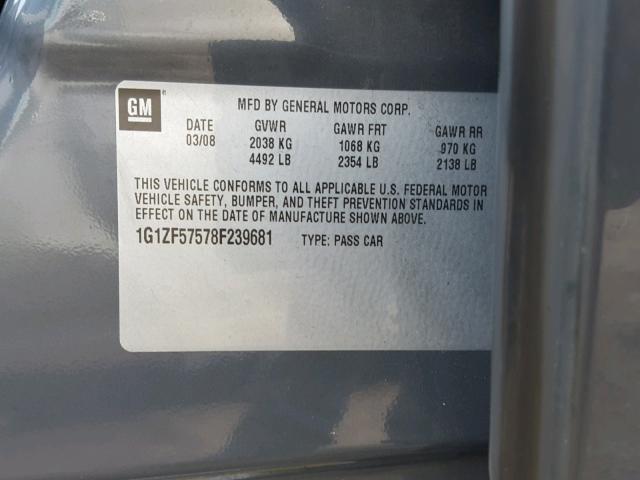 GM ®
MFD BY GENERAL MOTORS CORP.
DATE GVWR GAWR FRT GAWR RR
03/08 2038 KG 1068 KG 970 KG
4492 LB 2354 LB 2138 LB
THIS VEHICLE CONFORMS TO ALL APPLICABLE U.S. FEDERAL MOTOR
VEHICLE SAFETY, BUMPER, AND THEFT PREVENTION STANDARDS IN
EFFECT ON THE DATE OF MANUFACTURE SHOWN ABOVE.
1G1ZF57578F239681 TYPE: PASS CAR